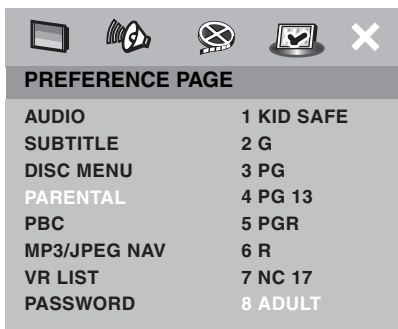 PREFERENCE PAGE
AUDIO 1 KID SAFE
SUBTITLE 2 G
DISC MENU 3 PG
PARENTAL 4 PG 13
PBC 5 PGR
MP3/JPEG NAV 6 R
VR LIST 7 NC 17
PASSWORD 8 ADULT